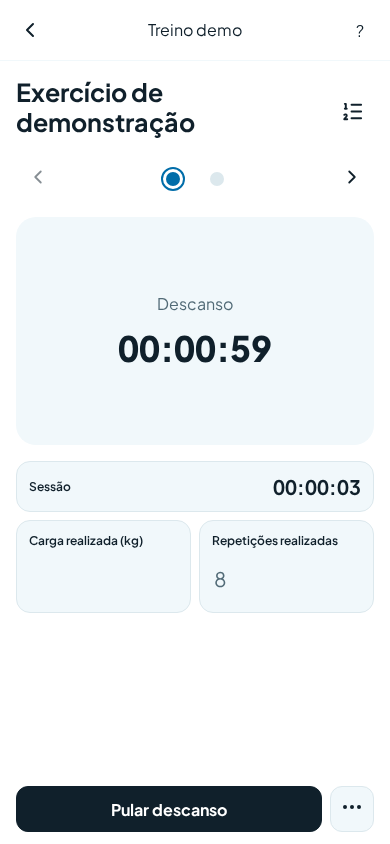 Treino demo
?
Exercício de
demonstração
Descanso
00:00:59
Sessão
00:00:03
Carga realizada (kg)
Repetições realizadas
8
Pular descanso